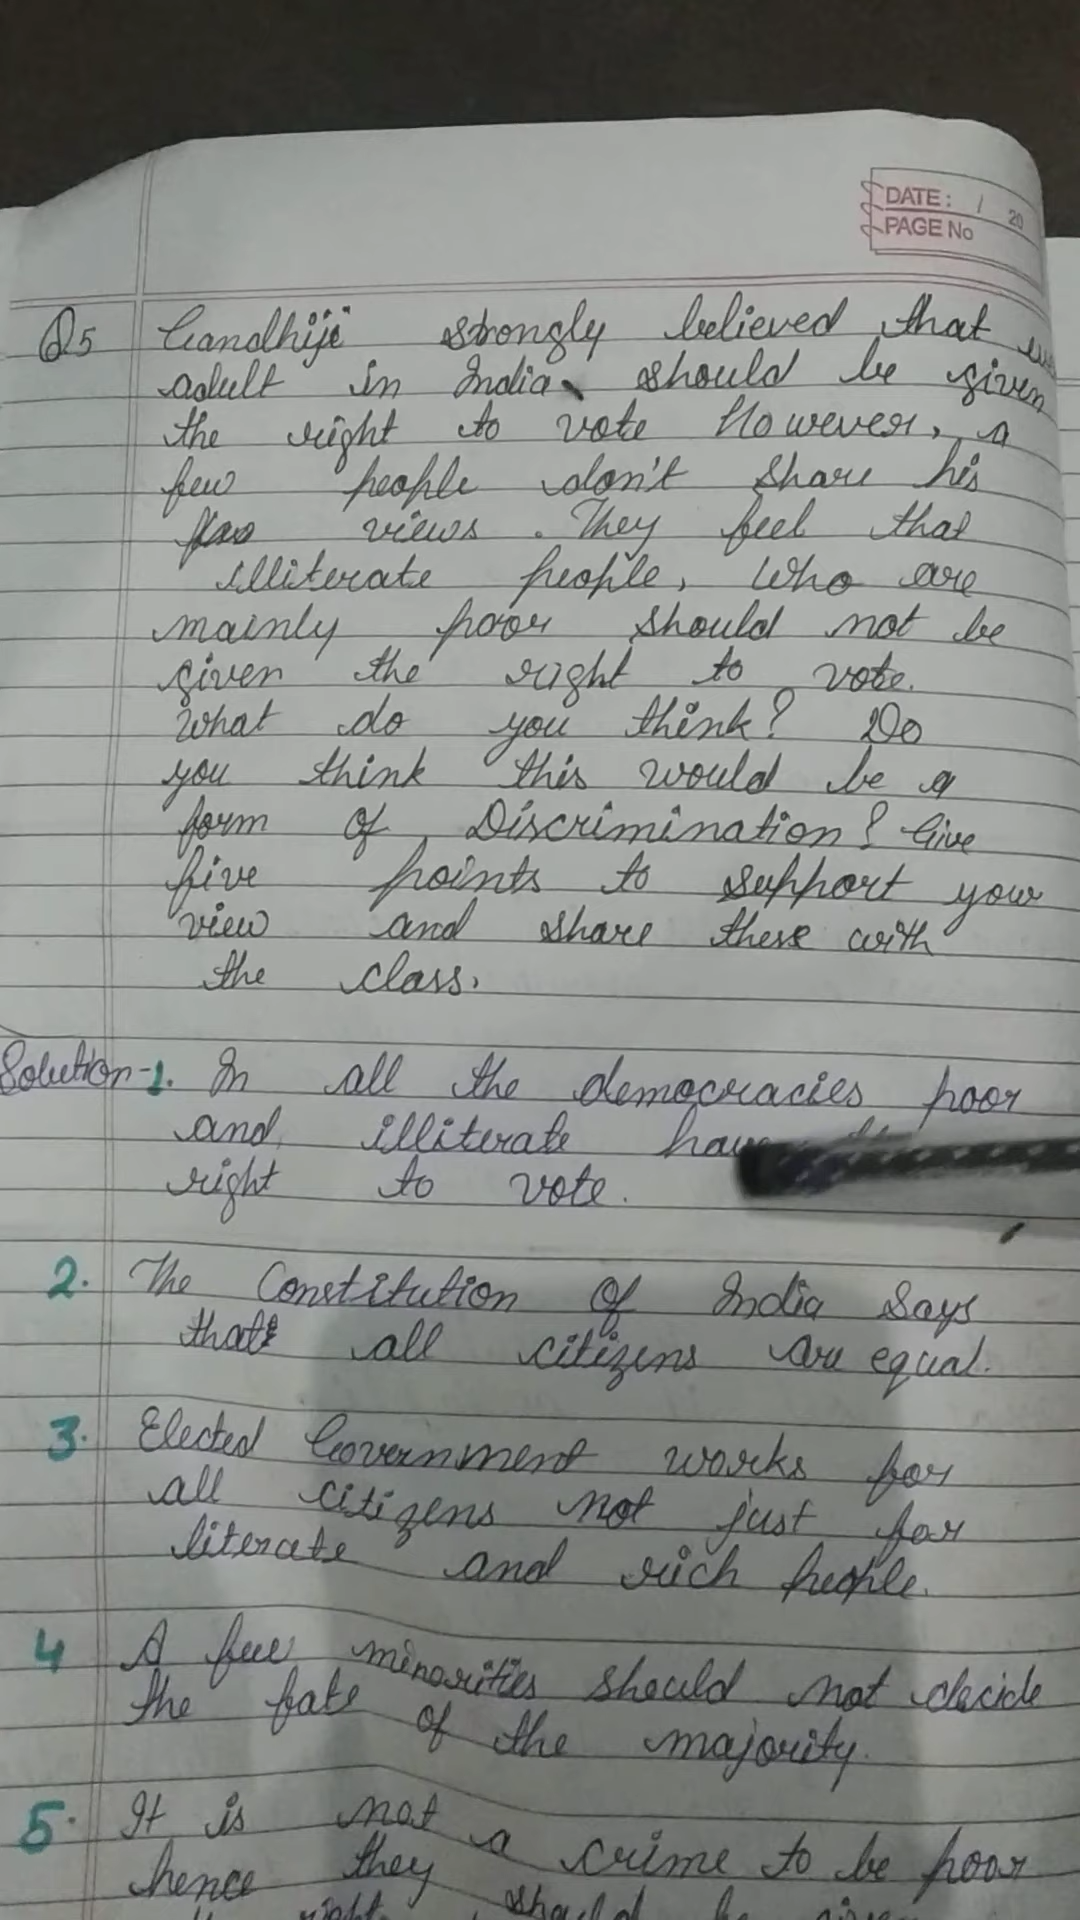 DATE: / 20
PAGE No
Q5 Gandhiji strongly believed that
adult in India should be given
the right to vote However, a
few people don't share his
views. They feel that
illiterate people, who are
mainly poor should not be
given the right to vote.
What do you think? Do
you think this would be a
form of Discrimination? Give
five points to support your
view and share these with
the class.
Solution-1. In all the democracies poor
and illiterate have
right to vote.
2. The Constitution of India Says
that all citizens are equal.
3. Elected Government works for
all citizens not just for
literate and rich people.
4 A few minorities should not decide
the fate of the majority.
5. It is not a crime to be poor
hence they should be
right